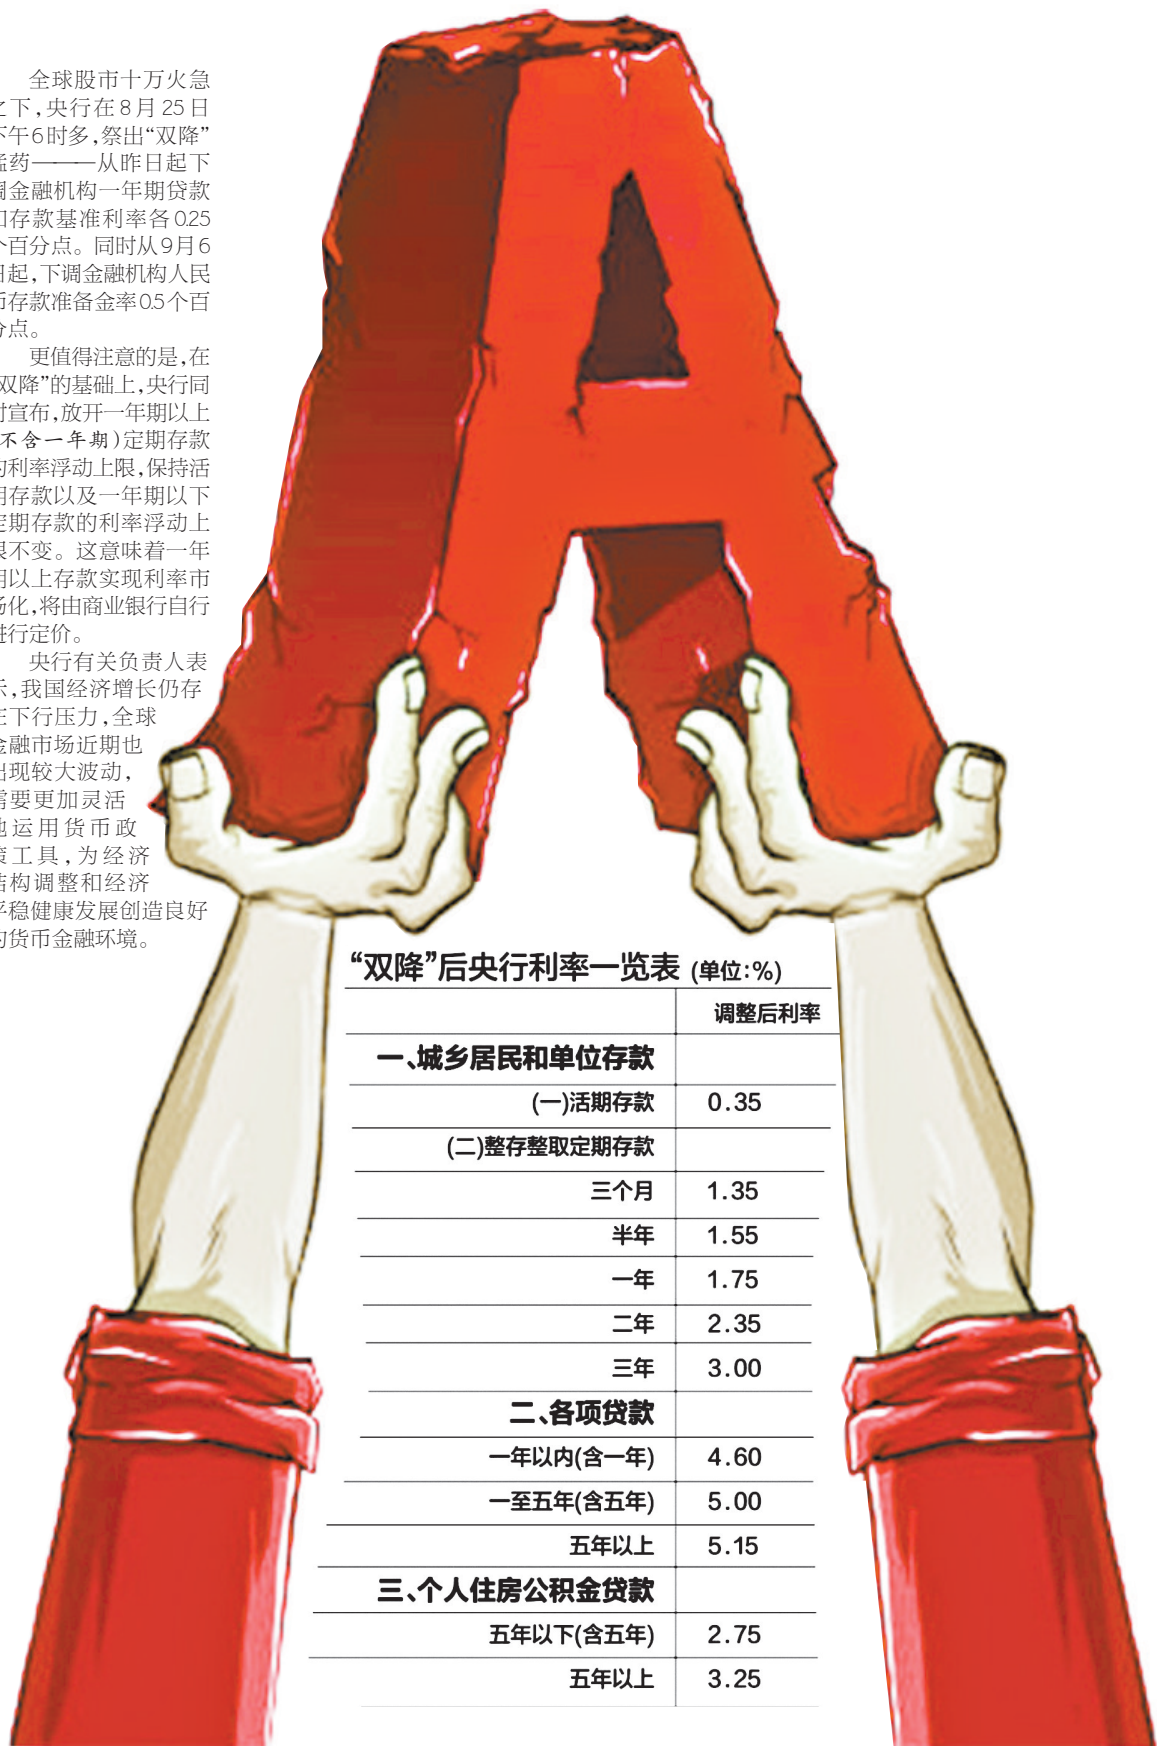 全球股市十万火急
之下,央行在8月25日
下午6时多,祭出“双降”
猛药———从昨日起下
调金融机构一年期贷款
和存款基准利率各0.25
个百分点。同时从9月6
日起,下调金融机构人民
币存款准备金率0.5个百
分点。
更值得注意的是,在
双降”的基础上,央行同
时宣布,放开一年期以上
不含一年期)定期存款
的利率浮动上限,保持活
期存款以及一年期以下
定期存款的利率浮动上
限不变。这意味着一年
期以上存款实现利率市
场化,将由商业银行自行
进行定价。
央行有关负责人表
示,我国经济增长仍存
在下行压力,全球
金融市场近期也
出现较大波动,
需要更加灵活
地运用货币政
策工具,为经济
结构调整和经济
平稳健康发展创造良好
的货币金融环境。
A
“双降”后央行利率一览表 (单位:%)
调整后利率
一、城乡居民和单位存款
(一)活期存款 0.35
(二)整存整取定期存款
三个月 1.35
半年 1.55
一年 1.75
二年 2.35
三年 3.00
二、各项贷款
一年以内(含一年) 4.60
一至五年(含五年) 5.00
五年以上 5.15
三、个人住房公积金贷款
五年以下(含五年) 2.75
五年以上 3.25